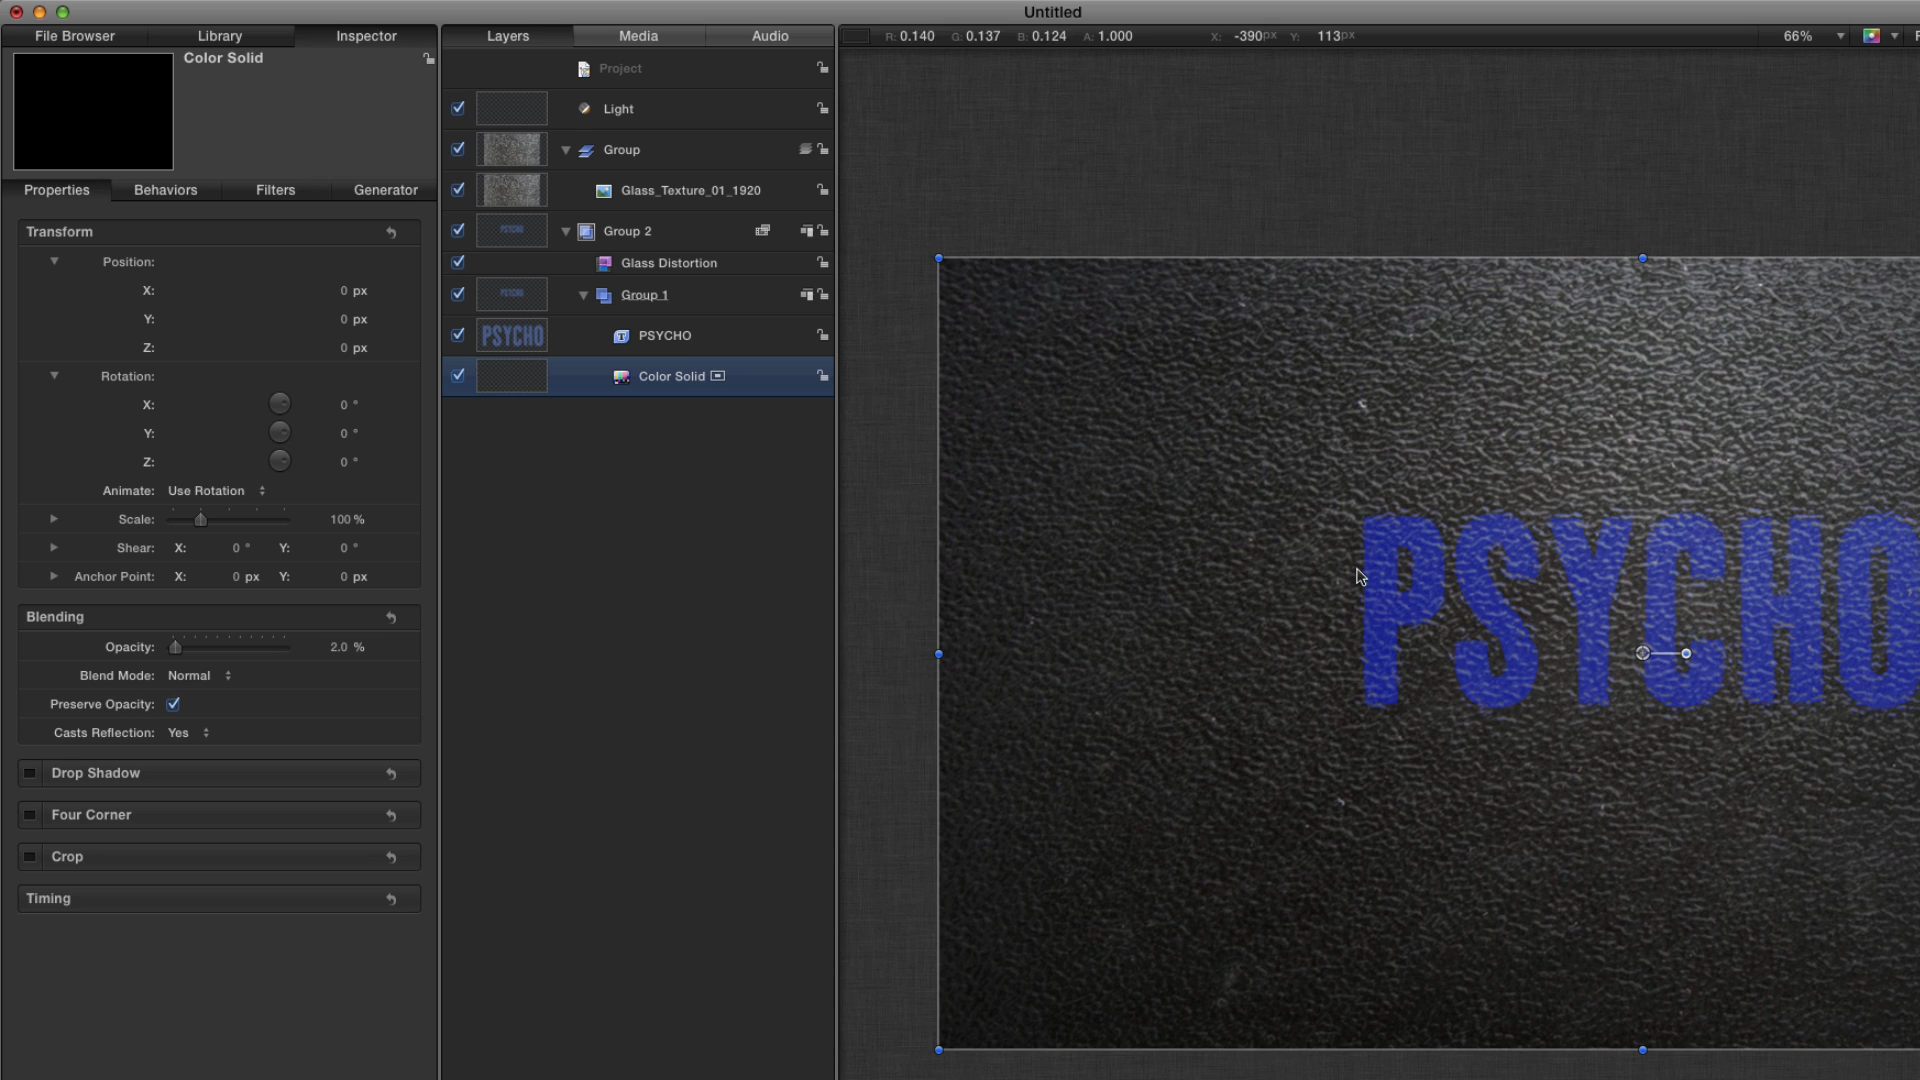 Untitled
File Browser
Library
Inspector
Color Solid
Properties
Behaviors
Filters
Generator
Transform
Position:
X: 0 px
Y: 0 px
Z: 0 px
Rotation:
X: 0 °
Y: 0 °
Z: 0 °
Animate: Use Rotation
Scale: 100 %
Shear: X: 0 ° Y: 0 °
Anchor Point: X: 0 px Y: 0 px
Blending
Opacity: 2.0 %
Blend Mode: Normal
Preserve Opacity:
Casts Reflection: Yes
Drop Shadow
Four Corner
Crop
Timing
Layers
Media
Audio
Project
Light
Group
Glass_Texture_01_1920
Group 2
PSYCHO
Glass Distortion
Group 1
PSYCHO
PSYCHO
PSYCHO
Color Solid
R: 0.140 G: 0.137 B: 0.124 A: 1.000 X: -390px Y: 113px
66%
PSYCHO